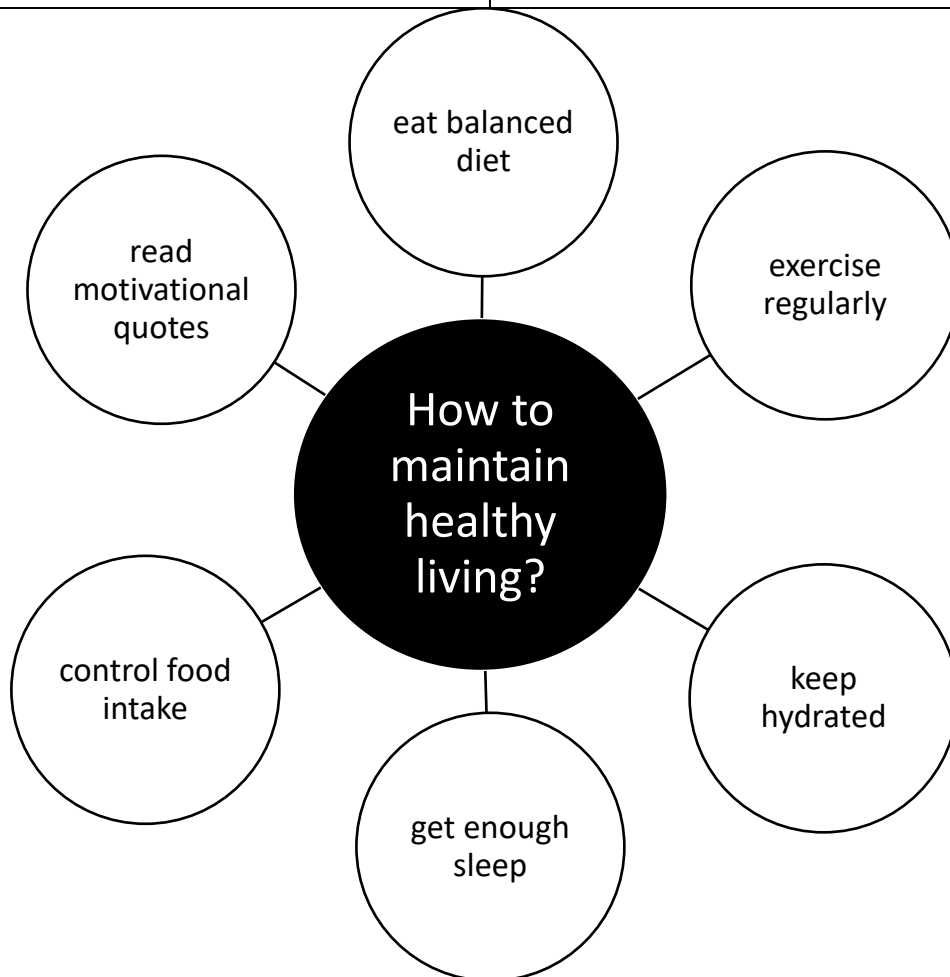 How to
maintain
healthy
living?
eat balanced
diet
exercise
regularly
keep
hydrated
get enough
sleep
control food
intake
read
motivational
quotes